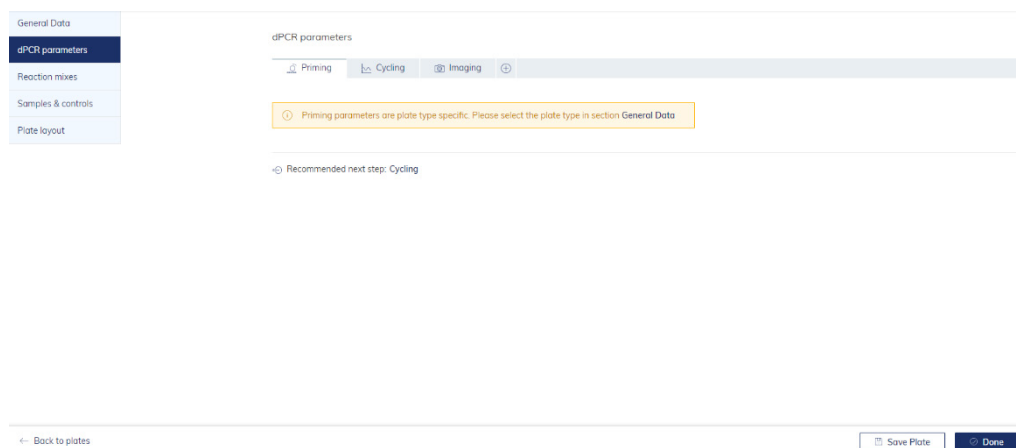 General Data
dPCR parameters
Reaction mixes
Samples & controls
Plate layout
dPCR parameters
Priming Cycling Imaging
Priming parameters are plate type specific. Please select the plate type in section General Data
Recommended next step: Cycling
← Back to plates
Save Plate Done